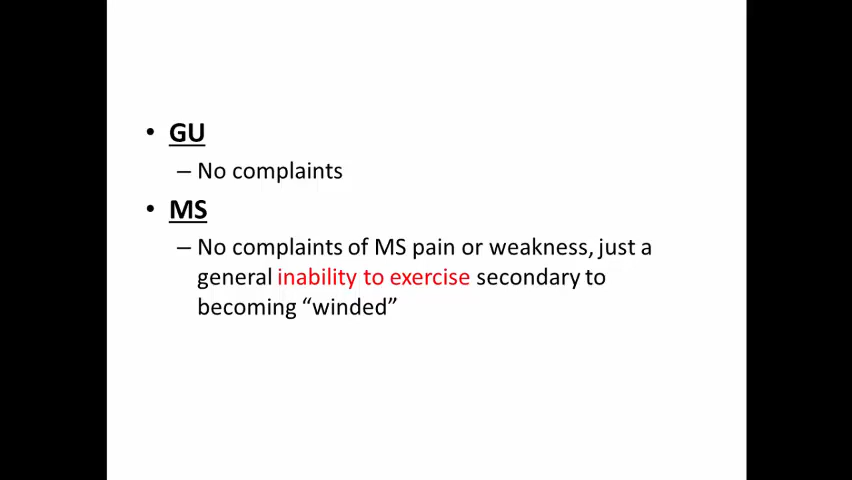 • GU
– No complaints
• MS
– No complaints of MS pain or weakness, just a
general inability to exercise secondary to
becoming “winded”